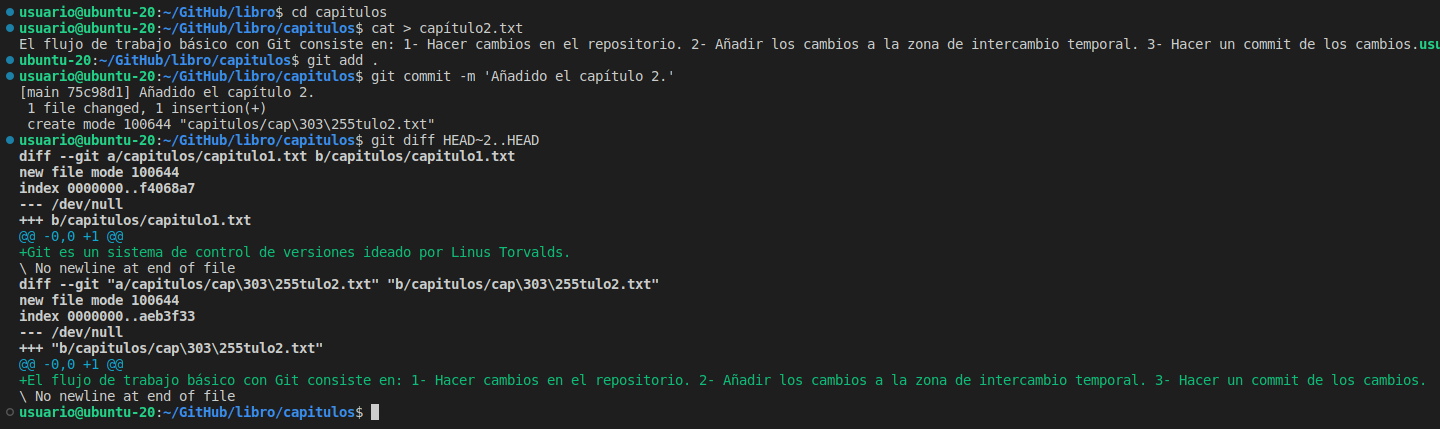 usuario@ubuntu-20:~/GitHub/libro$ cd capitulos
usuario@ubuntu-20:~/GitHub/libro/capitulos$ cat > capítulo2.txt
El flujo de trabajo básico con Git consiste en: 1- Hacer cambios en el repositorio. 2- Añadir los cambios a la zona de intercambio temporal. 3- Hacer un commit de los cambios.usu
ubuntu-20:~/GitHub/libro/capitulos$ git add .
usuario@ubuntu-20:~/GitHub/libro/capitulos$ git commit -m 'Añadido el capítulo 2.'
[main 75c98d1] Añadido el capítulo 2.
 1 file changed, 1 insertion(+)
 create mode 100644 "capitulos/cap\303\255tulo2.txt"
usuario@ubuntu-20:~/GitHub/libro/capitulos$ git diff HEAD~2..HEAD
diff --git a/capitulos/capitulo1.txt b/capitulos/capitulo1.txt
new file mode 100644
index 0000000..f4068a7
--- /dev/null
+++ b/capitulos/capitulo1.txt
@@ -0,0 +1 @@
+Git es un sistema de control de versiones ideado por Linus Torvalds.
\ No newline at end of file
diff --git "a/capitulos/cap\303\255tulo2.txt" "b/capitulos/cap\303\255tulo2.txt"
new file mode 100644
index 0000000..aeb3f33
--- /dev/null
+++ "b/capitulos/cap\303\255tulo2.txt"
@@ -0,0 +1 @@
+El flujo de trabajo básico con Git consiste en: 1- Hacer cambios en el repositorio. 2- Añadir los cambios a la zona de intercambio temporal. 3- Hacer un commit de los cambios.
\ No newline at end of file
usuario@ubuntu-20:~/GitHub/libro/capitulos$